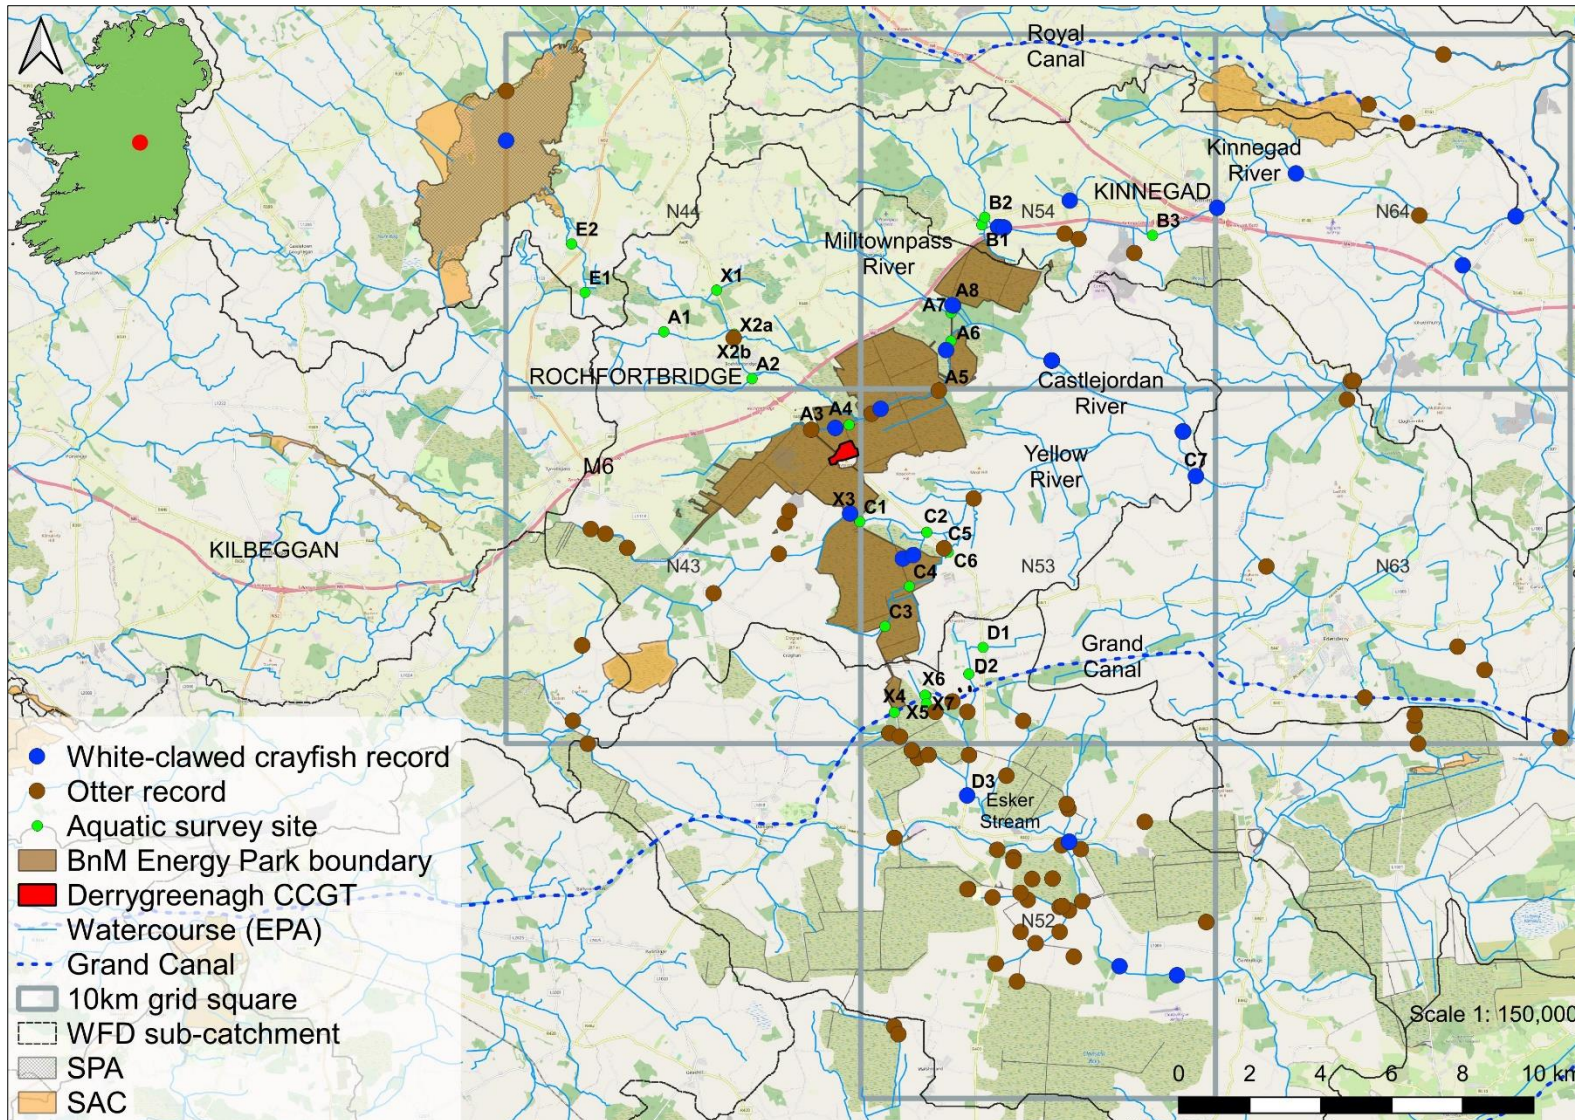 Royal
Canal
Kinnegad
River
KINNEGAD
N44
N54
N64
B2
B1
B3
Milltownpass
River
E2
E1
X1
A1
X2a
X2b
A2
A8
A7
A6
A5
ROCHFORTBRIDGE
Castlejordan
River
A3
A4
M6
Yellow
River
C7
X3
C1
C2
C5
C6
C4
C3
KILBEGGAN
N43
N53
N63
D1
D2
Grand
Canal
X6
X4
X5
X7
D3
Esker
Stream
N52
White-clawed crayfish record
Otter record
Aquatic survey site
BnM Energy Park boundary
Derrygreenagh CCGT
Watercourse (EPA)
Grand Canal
10km grid square
WFD sub-catchment
SPA
SAC
Scale 1: 150,000
0 2 4 6 8 10 km